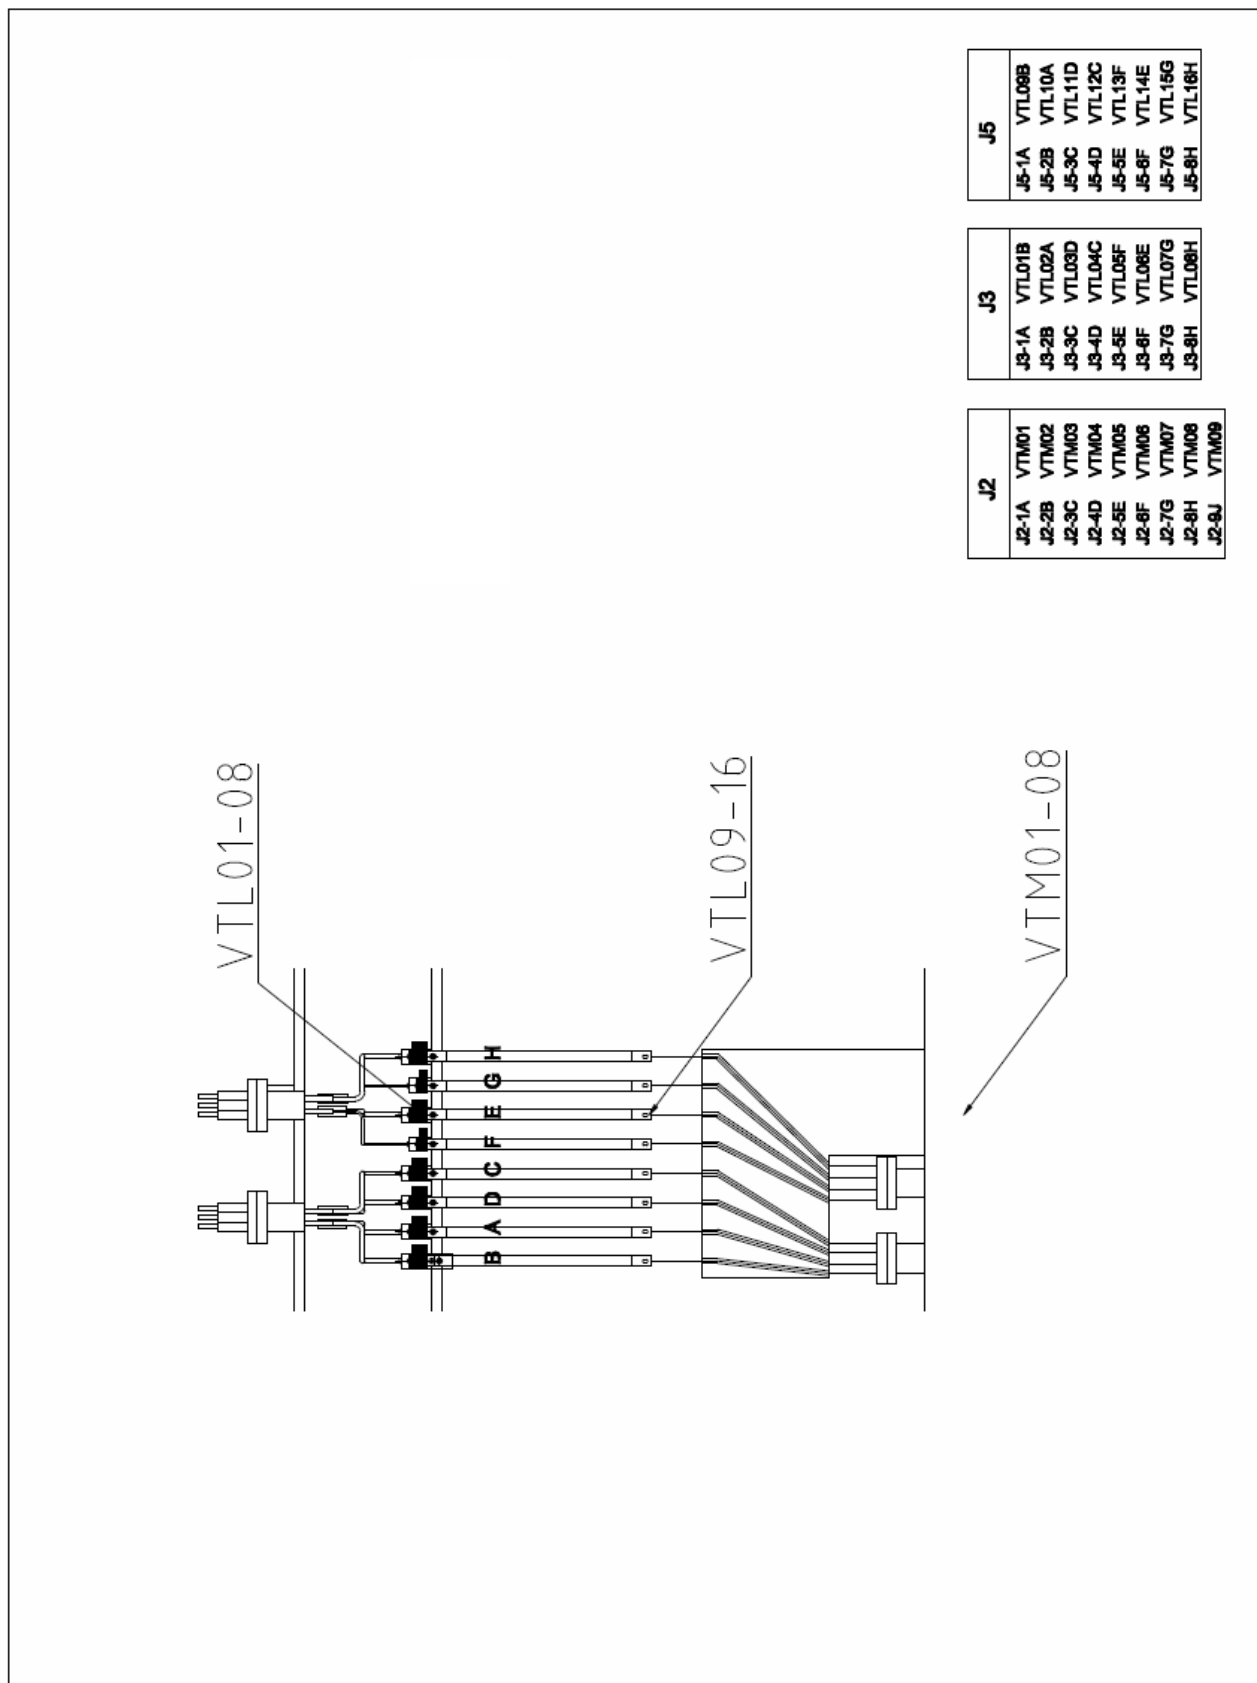 VTL01-08
VTL09-16
VTM01-08
B
A
D
C
F
E
G
H
J2
J2-1A VTM01
J2-2B VTM02
J2-3C VTM03
J2-4D VTM04
J2-5E VTM05
J2-6F VTM06
J2-7G VTM07
J2-8H VTM08
J2-9J VTM09
J3
J3-1A VTL01B
J3-2B VTL02A
J3-3C VTL03D
J3-4D VTL04C
J3-5E VTL05F
J3-6F VTL06E
J3-7G VTL07G
J3-8H VTL08H
J5
J5-1A VTL09B
J5-2B VTL10A
J5-3C VTL11D
J5-4D VTL12C
J5-5E VTL13F
J5-6F VTL14E
J5-7G VTL15G
J5-8H VTL16H